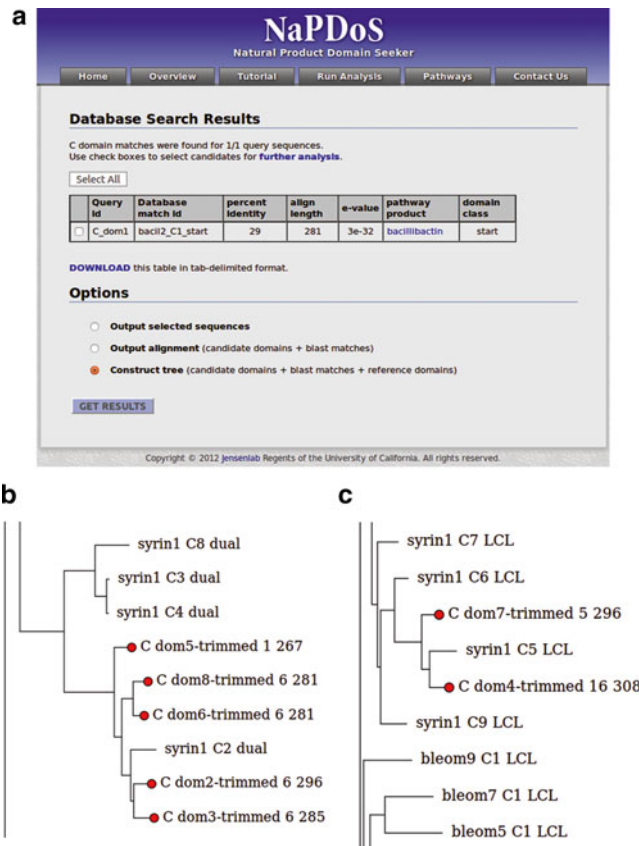 a
NaPDoS
Natural Product Domain Seeker
Home Overview Tutorial Run Analysis Pathways Contact Us
Database Search Results
C domain matches were found for 1/1 query sequences.
Use check boxes to select candidates for further analysis.
Select All
Query id Database match id percent identity align length e-value pathway product domain class
C_dom1 bacil2_C1_start 29 281 3e-32 bacillibactin start
DOWNLOAD this table in tab-delimited format.
Options
Output selected sequences
Output alignment (candidate domains + blast matches)
Construct tree (candidate domains + blast matches + reference domains)
GET RESULTS
Copyright © 2012 Jensenlab Regents of the University of California. All rights reserved.
b
syrin1 C8 dual
syrin1 C3 dual
syrin1 C4 dual
C dom5-trimmed 1 267
C dom8-trimmed 6 281
C dom6-trimmed 6 281
syrin1 C2 dual
C dom2-trimmed 6 296
C dom3-trimmed 6 285
c
syrin1 C7 LCL
syrin1 C6 LCL
C dom7-trimmed 5 296
syrin1 C5 LCL
C dom4-trimmed 16 308
syrin1 C9 LCL
bleom9 C1 LCL
bleom7 C1 LCL
bleom5 C1 LCL